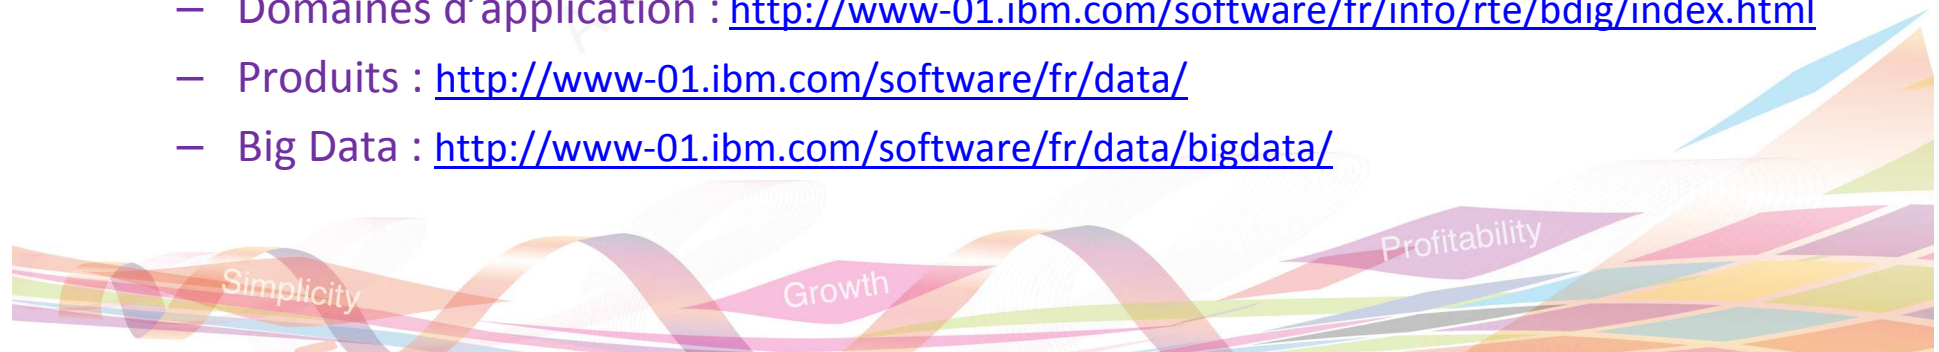 – Domaines d’application : http://www-01.ibm.com/software/fr/info/rte/bdig/index.html
– Produits : http://www-01.ibm.com/software/fr/data/
– Big Data : http://www-01.ibm.com/software/fr/data/bigdata/
Profitability
Simplicity
Growth